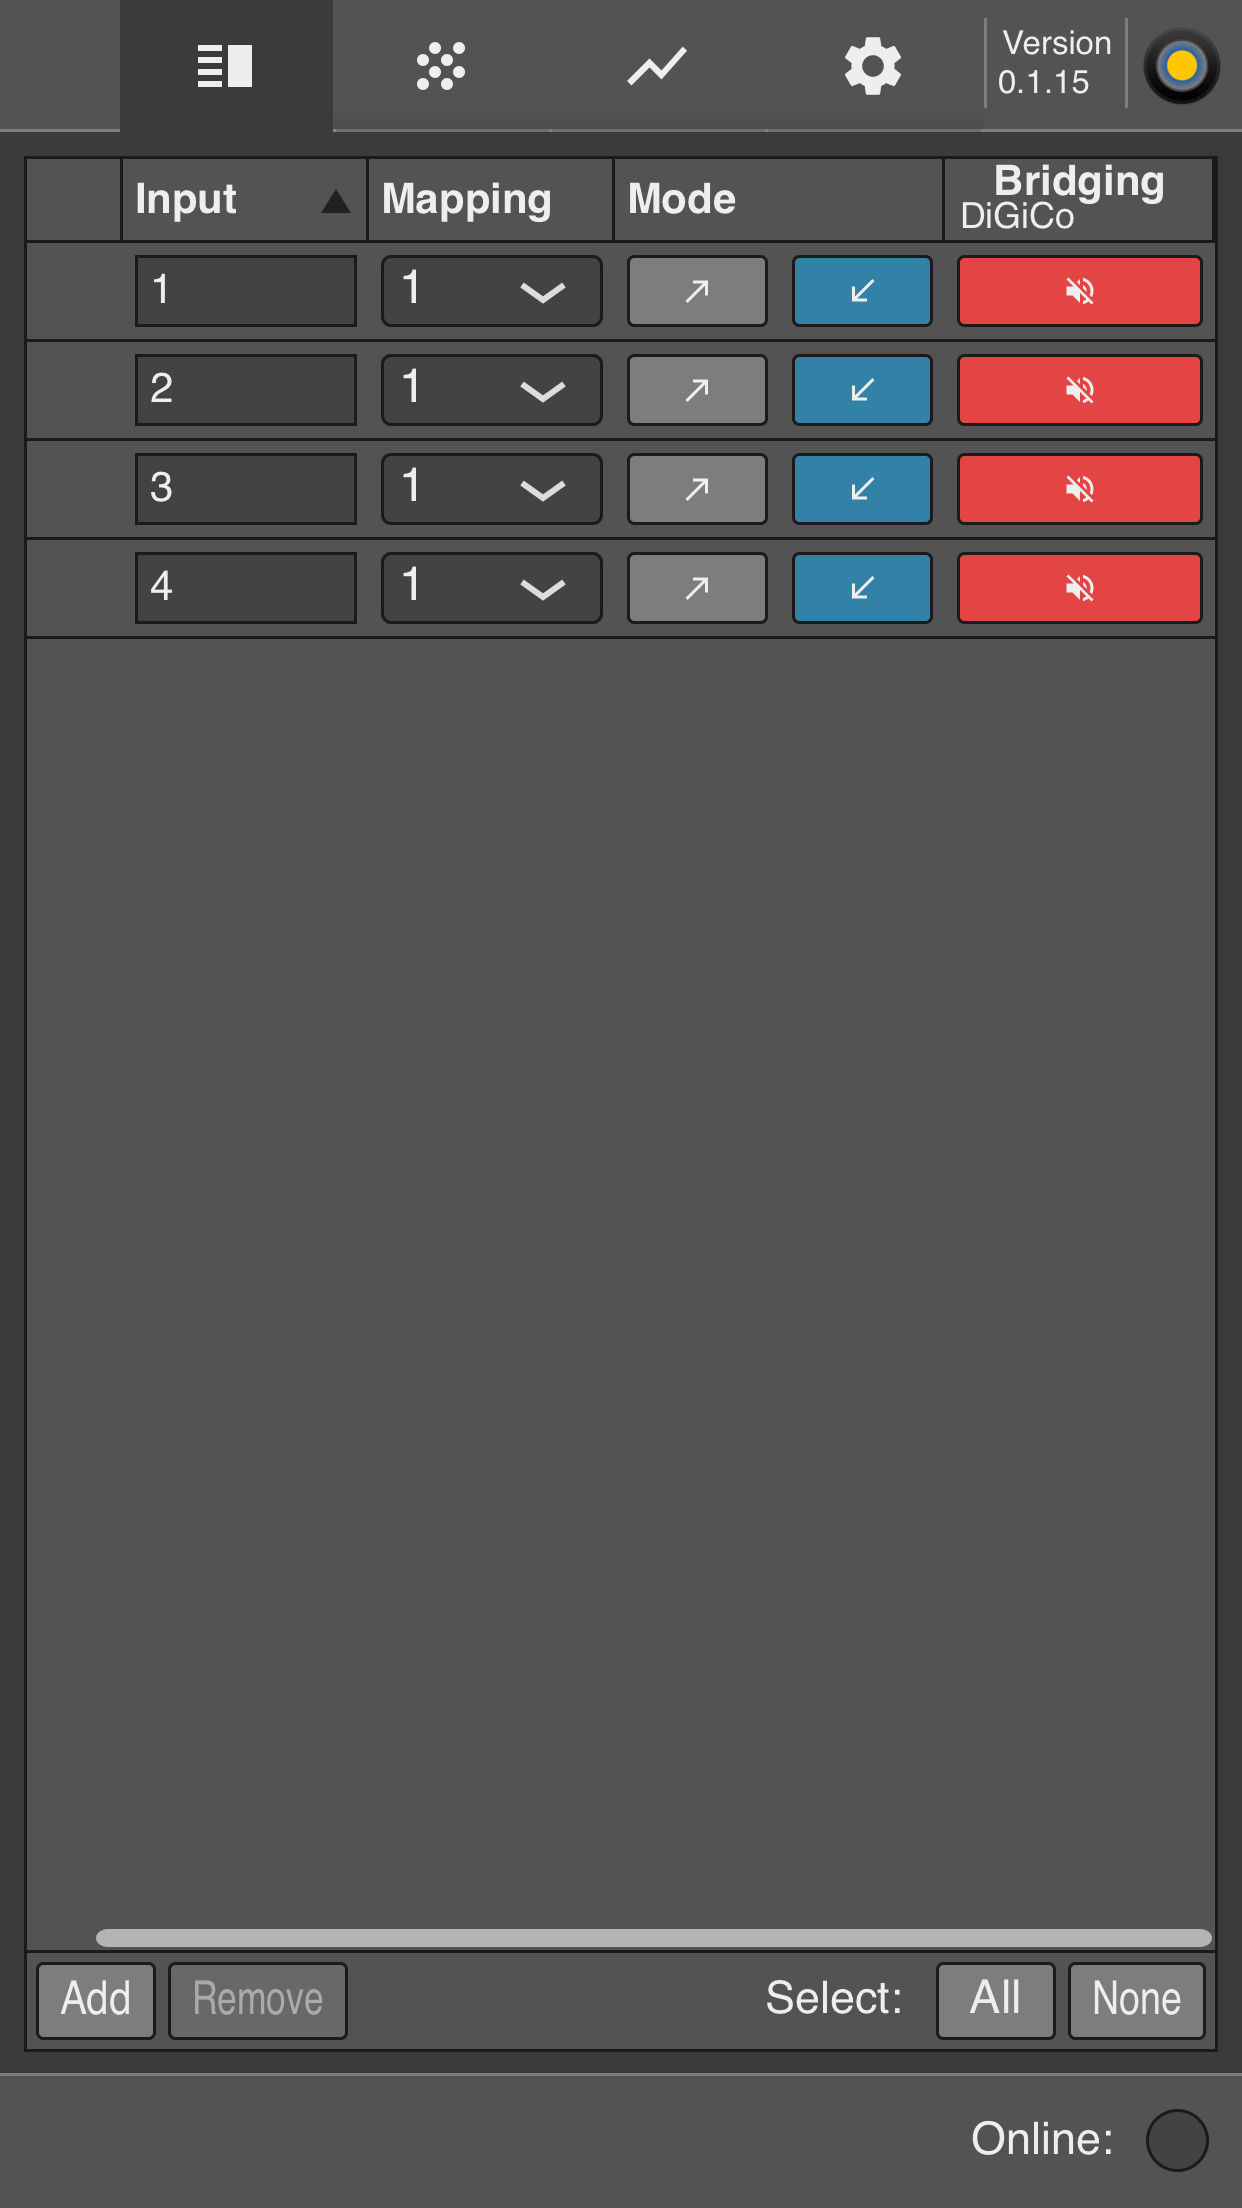 Version
0.1.15
Input Mapping Mode Bridging
DiGiCo
1 1
2 1
3 1
4 1
Add Remove Select: All None
Online: